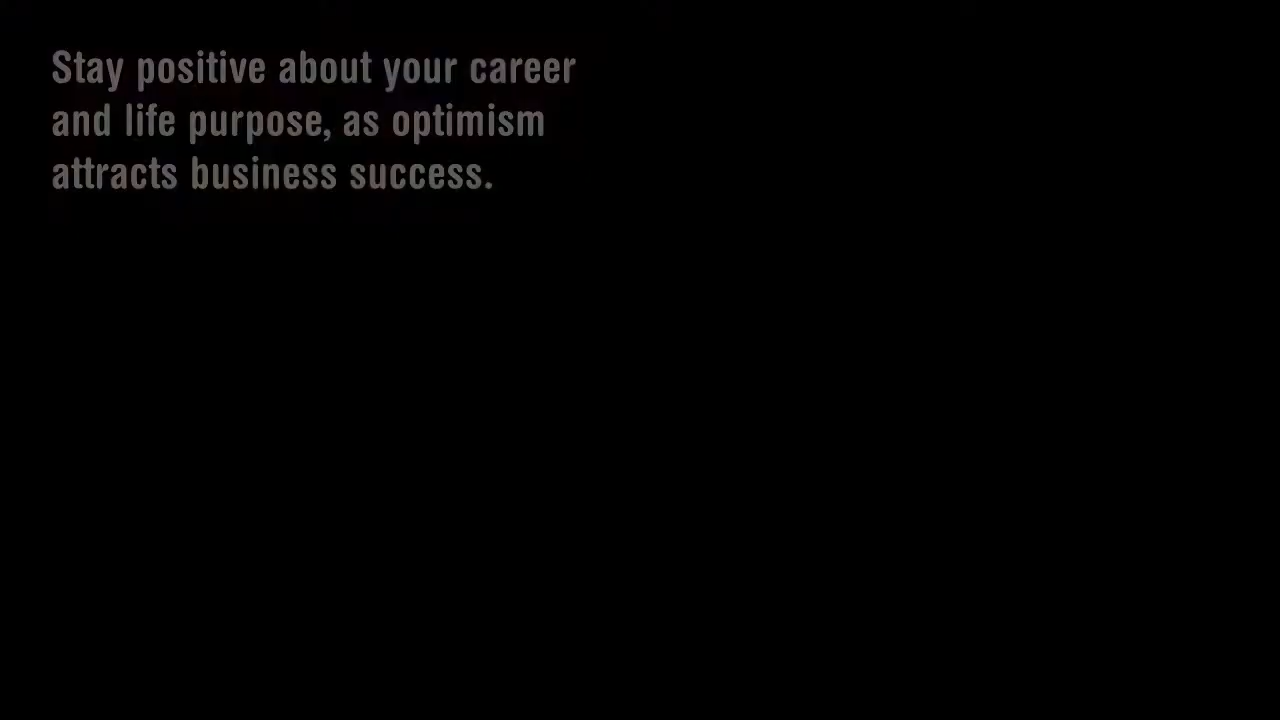 Stay positive about your career
and life purpose, as optimism
attracts business success.